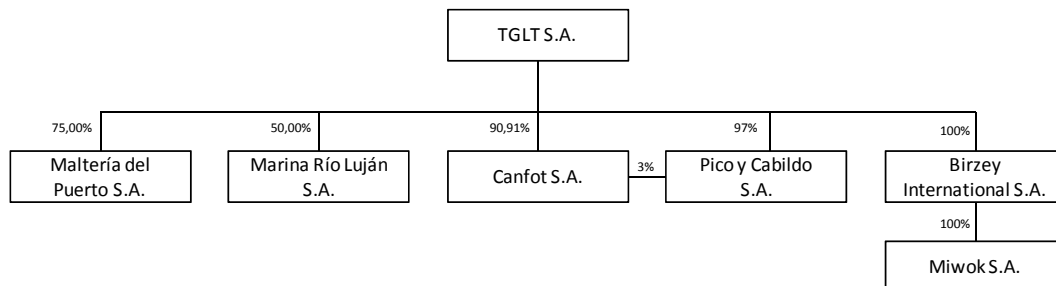 TGLT S.A.
75,00%
50,00%
90,91%
97%
100%
Maltería del
Puerto S.A.
Marina Río Luján
S.A.
Canfot S.A.
3%
Pico y Cabildo
S.A.
Birzey
International S.A.
100%
Miwok S.A.